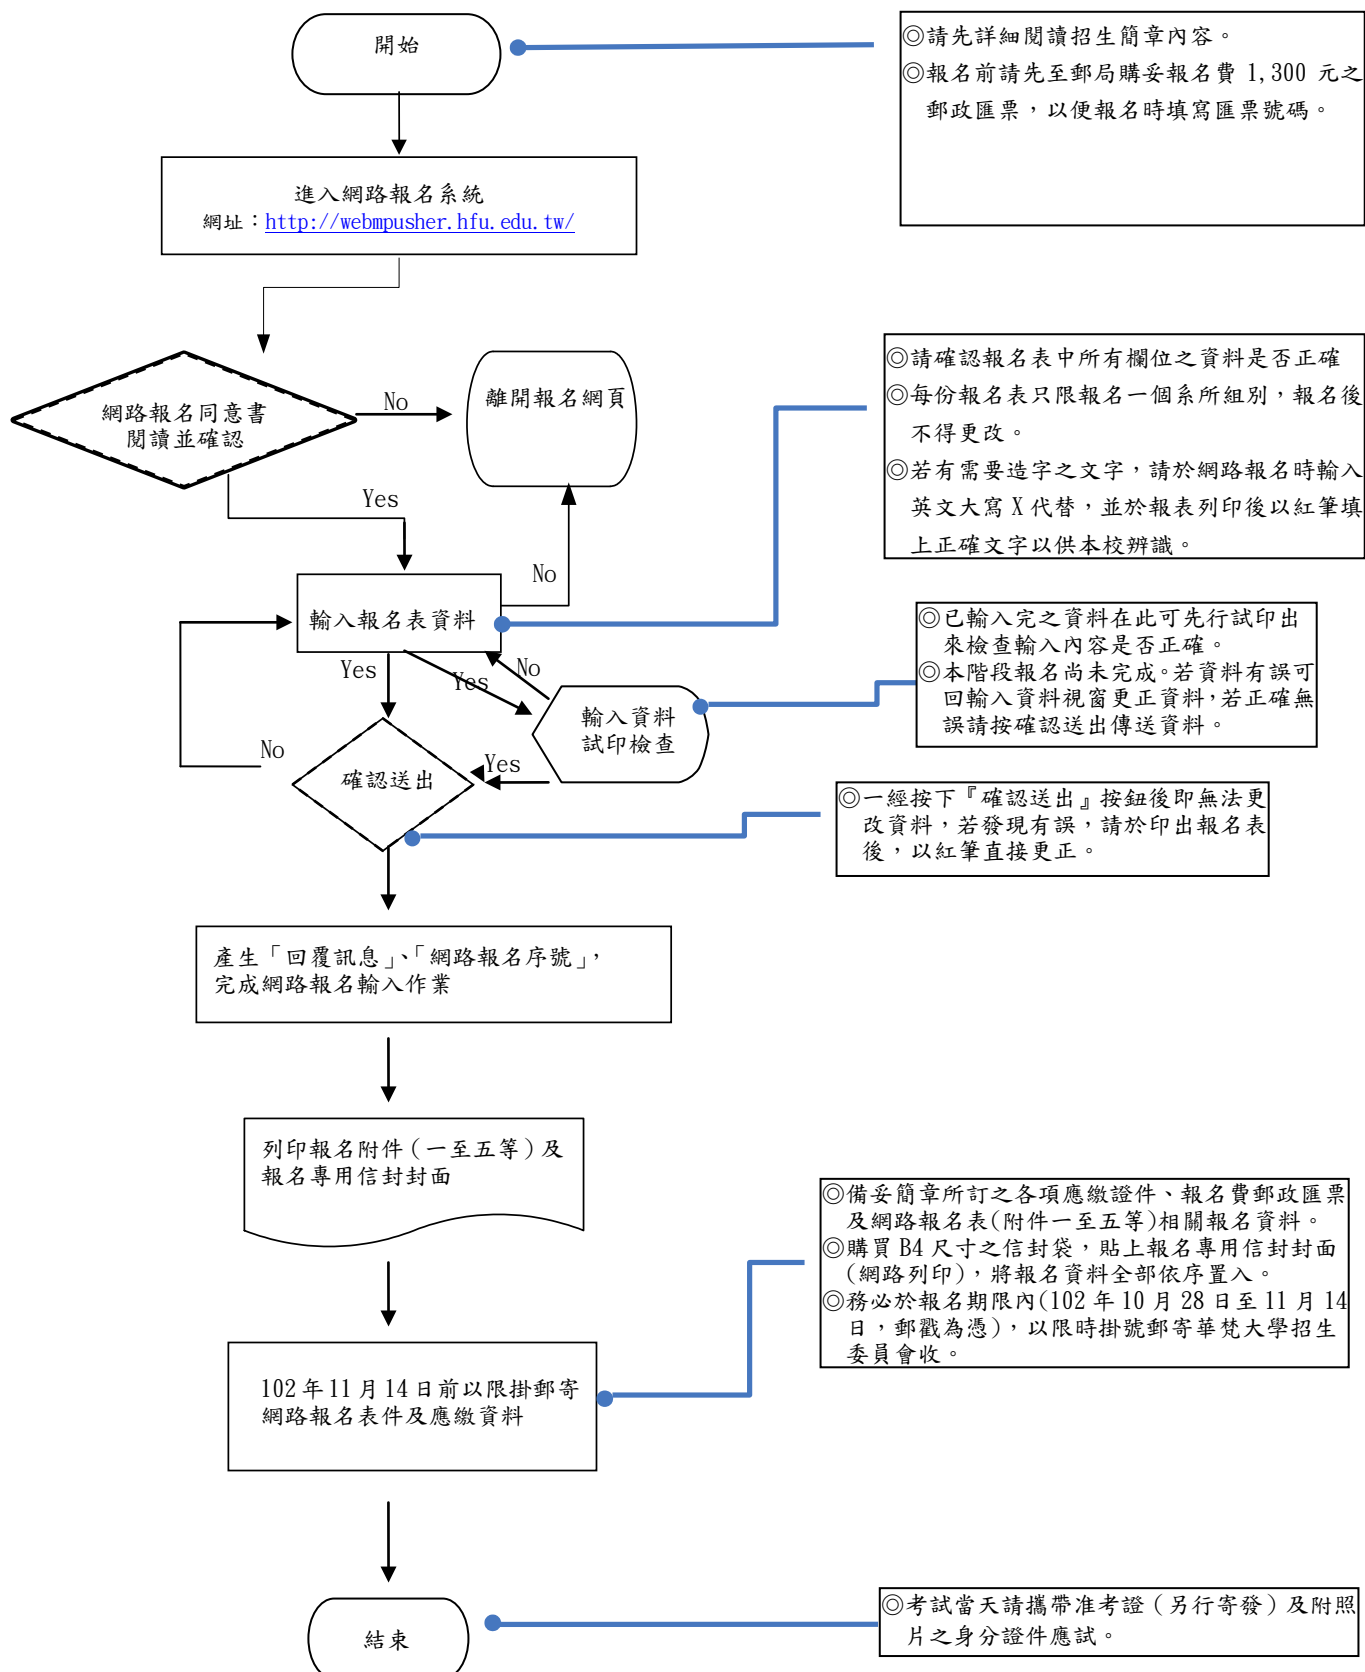 開始
◎請先詳細閱讀招生簡章內容。
◎報名前請先至郵局購妥報名費 1,300 元之
郵政匯票，以便報名時填寫匯票號碼。
進入網路報名系統
網址：http://webmpusher.hfu.edu.tw/
網路報名同意書
閱讀並確認
No
離開報名網頁
◎請確認報名表中所有欄位之資料是否正確
◎每份報名表只限報名一個系所組別，報名後
不得更改。
◎若有需要造字之文字，請於網路報名時輸入
英文大寫 X 代替，並於報表列印後以紅筆填
上正確文字以供本校辨識。
Yes
No
輸入報名表資料
◎已輸入完之資料在此可先行試印出
來檢查輸入內容是否正確。
◎本階段報名尚未完成。若資料有誤可
回輸入資料視窗更正資料，若正確無
誤請按確認送出傳送資料。
Yes
Yes
No
輸入資料
試印檢查
No
Yes
確認送出
◎一經按下『確認送出』按鈕後即無法更
改資料，若發現有誤，請於印出報名表
後，以紅筆直接更正。
產生「回覆訊息」、「網路報名序號」，
完成網路報名輸入作業
列印報名附件（一至五等）及
報名專用信封封面
◎備妥簡章所訂之各項應繳證件、報名費郵政匯票
及網路報名表(附件一至五等)相關報名資料。
◎購買 B4 尺寸之信封袋，貼上報名專用信封封面
(網路列印)，將報名資料全部依序置入。
◎務必於報名期限內(102 年 10 月 28 日至 11 月 14
日，郵戳為憑)，以限時掛號郵寄華梵大學招生
委員會收。
102 年 11 月 14 日前以限掛郵寄
網路報名表件及應繳資料
結束
◎考試當天請攜帶准考證（另行寄發）及附照
片之身分證件應試。